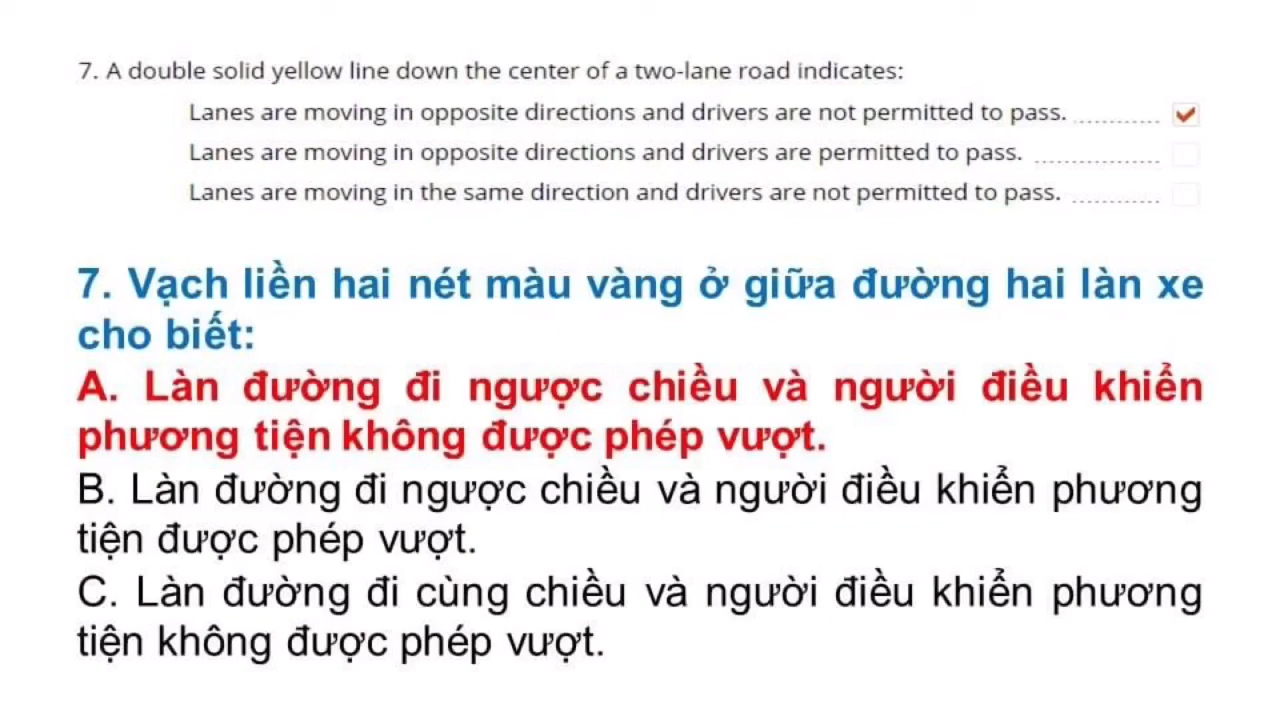 7. A double solid yellow line down the center of a two-lane road indicates:
Lanes are moving in opposite directions and drivers are not permitted to pass. ............
Lanes are moving in opposite directions and drivers are permitted to pass. .................
Lanes are moving in the same direction and drivers are not permitted to pass. ............
7. Vạch liền hai nét màu vàng ở giữa đường hai làn xe
cho biết:
A. Làn đường đi ngược chiều và người điều khiển
phương tiện không được phép vượt.
B. Làn đường đi ngược chiều và người điều khiển phương
tiện được phép vượt.
C. Làn đường đi cùng chiều và người điều khiển phương
tiện không được phép vượt.